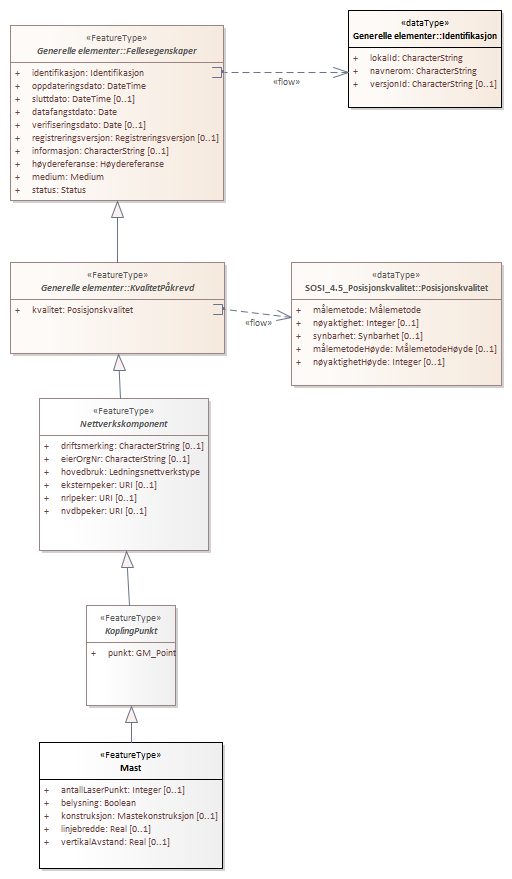 «FeatureType»
Generelle elementer::Fellesegenskaper
+ identifikasjon: Identifikasjon
+ oppdateringsdato: DateTime
+ sluttdato: DateTime [0..1]
+ datafangstdato: Date
+ verifiseringsdato: Date [0..1]
+ registreringsversjon: Registreringsversjon [0..1]
+ informasjon: CharacterString [0..1]
+ høydereferanse: Høydereferanse
+ medium: Medium
+ status: Status
«flow»
«dataType»
Generelle elementer::Identifikasjon
+ lokalId: CharacterString
+ navnerom: CharacterString
+ versjonId: CharacterString [0..1]
«FeatureType»
Generelle elementer::KvalitetPåkrevd
+ kvalitet: Posisjonskvalitet
«flow»
«dataType»
SOSI_4.5_Posisjonskvalitet::Posisjonskvalitet
+ målemetode: Målemetode
+ nøyaktighet: Integer [0..1]
+ synbarhet: Synbarhet [0..1]
+ målemetodeHøyde: MålemetodeHøyde [0..1]
+ nøyaktighetHøyde: Integer [0..1]
«FeatureType»
Nettverkskomponent
+ driftsmerking: CharacterString [0..1]
+ eierOrgNr: CharacterString [0..1]
+ hovedbruk: Ledningsnettverkstype
+ eksternpeker: URI [0..1]
+ nrlpeker: URI [0..1]
+ nvdbpeker: URI [0..1]
«FeatureType»
KoplingPunkt
+ punkt: GM_Point
«FeatureType»
Mast
+ antallLaserPunkt: Integer [0..1]
+ belysning: Boolean
+ konstruksjon: Mastekonstruksjon [0..1]
+ linjebredde: Real [0..1]
+ vertikalAvstand: Real [0..1]